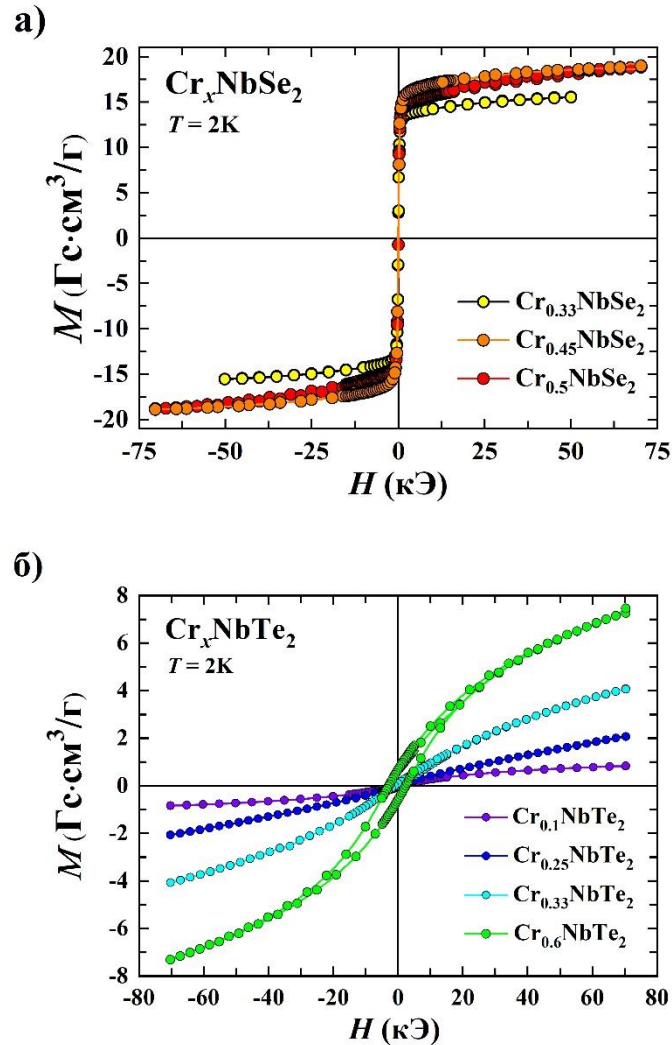 а)
CrₓNbSe₂
T = 2K
M (Гс·см³/г)
20
15
10
5
0
-5
-10
-15
-20
Cr₀.₃₃NbSe₂
Cr₀.₄₅NbSe₂
Cr₀.₅NbSe₂
-75 -50 -25 0 25 50 75
H (кЭ)
б)
CrₓNbTe₂
T = 2K
M (Гс·см³/г)
8
6
4
2
0
-2
-4
-6
-8
Cr₀.₁NbTe₂
Cr₀.₂₅NbTe₂
Cr₀.₃₃NbTe₂
Cr₀.₆NbTe₂
-80 -60 -40 -20 0 20 40 60 80
H (кЭ)